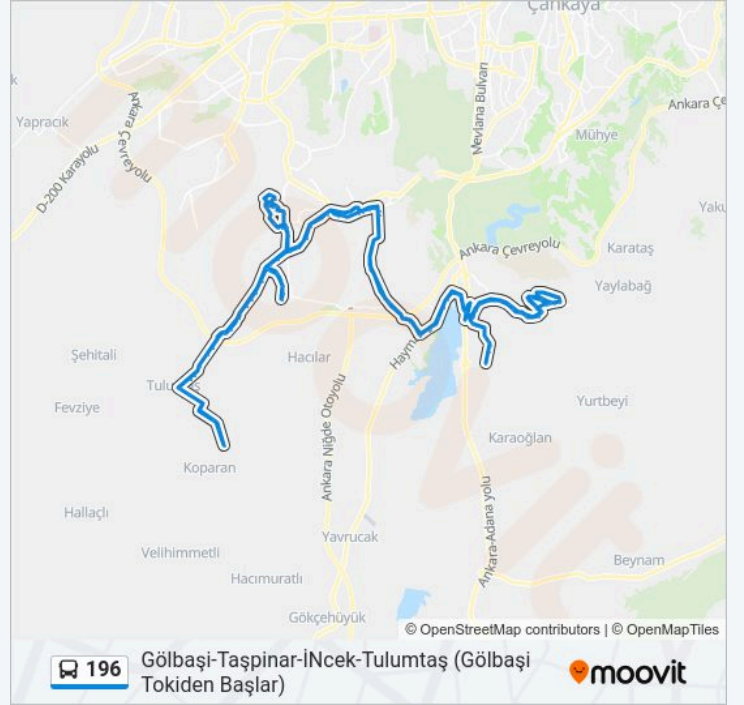 Çankaya
Ankara Çe
Yapracık
Ankara Çevreyolu
Nevlana Bulvarı
Mühye
D-200 Karayolu
Yaku
Ankara Çevreyolu
Karataş
Yaylabağ
Şehitali
Hacılar
Haym
Tulu
ş
Fevziye
Yurtbeyi
Ankara Niğde Otoyolu
Karaoğlan
Koparan
Hallaçlı
Ankara-Adana yolu
Yavrucak
Velihimmetli
Beynam
Hacımuratlı
Gökçehüyük
© OpenStreetMap contributors | © OpenMapTiles
196
Gölbaşi-Taşpinar-İNcek-Tulumtaş (Gölbaşi
Tokiden Başlar)
moovit